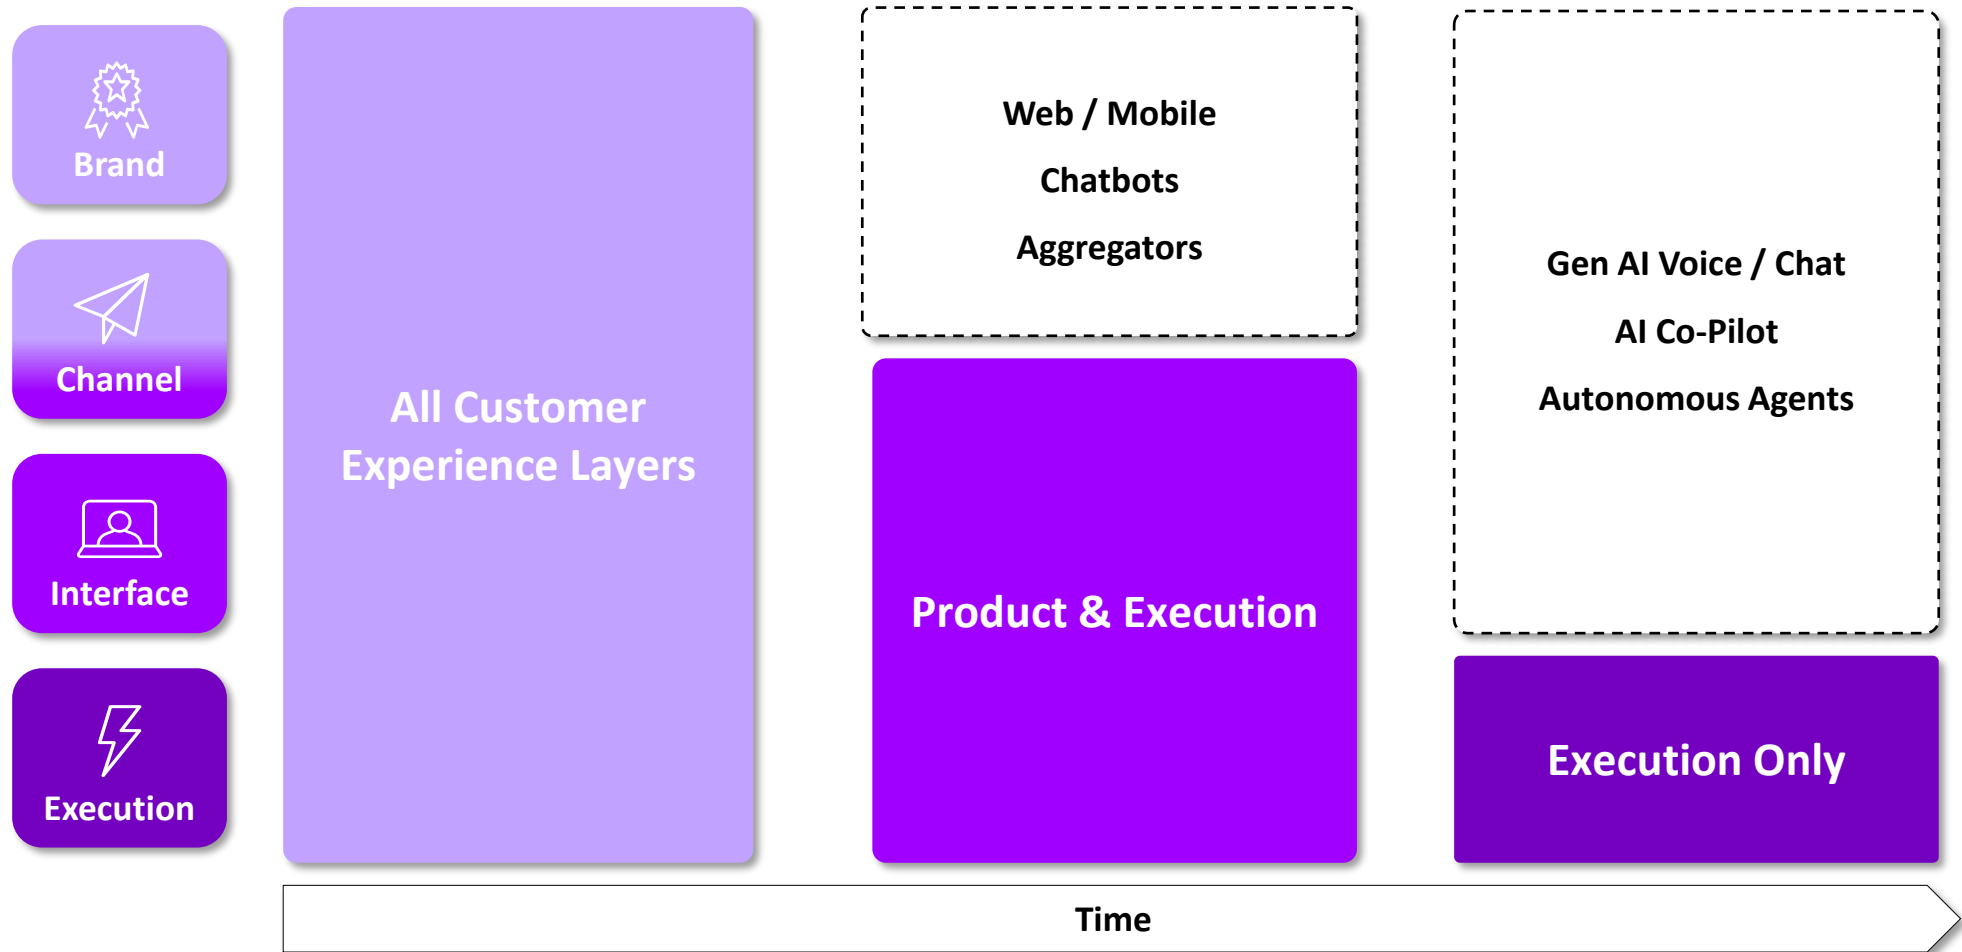 Brand
Channel
Interface
Execution
All Customer
Experience Layers
Web / Mobile
Chatbots
Aggregators
Product & Execution
Gen AI Voice / Chat
AI Co-Pilot
Autonomous Agents
Execution Only
Time